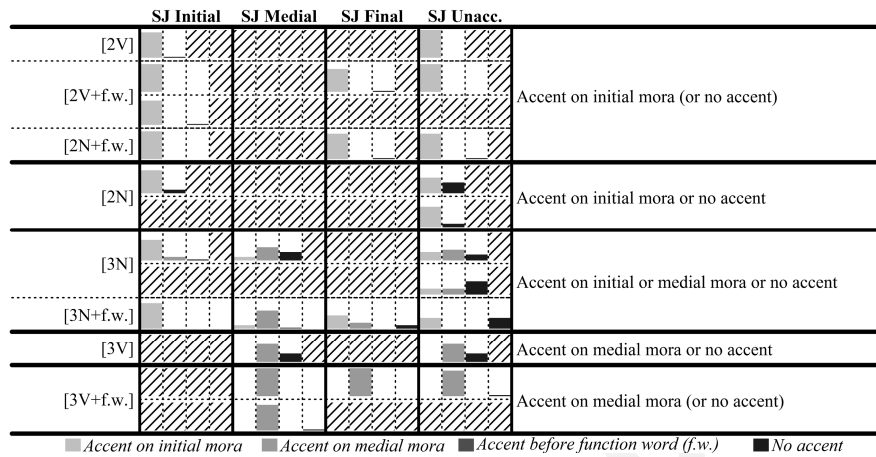 SJ Initial SJ Medial SJ Final SJ Unacc.
[2V]
[2V+f.w.] Accent on initial mora (or no accent)
[2N+f.w.]
[2N] Accent on initial mora or no accent
[3N] Accent on initial or medial mora or no accent
[3N+f.w.]
[3V] Accent on medial mora or no accent
[3V+f.w.] Accent on medial mora (or no accent)
Accent on initial mora Accent on medial mora Accent before function word (f.w.) No accent